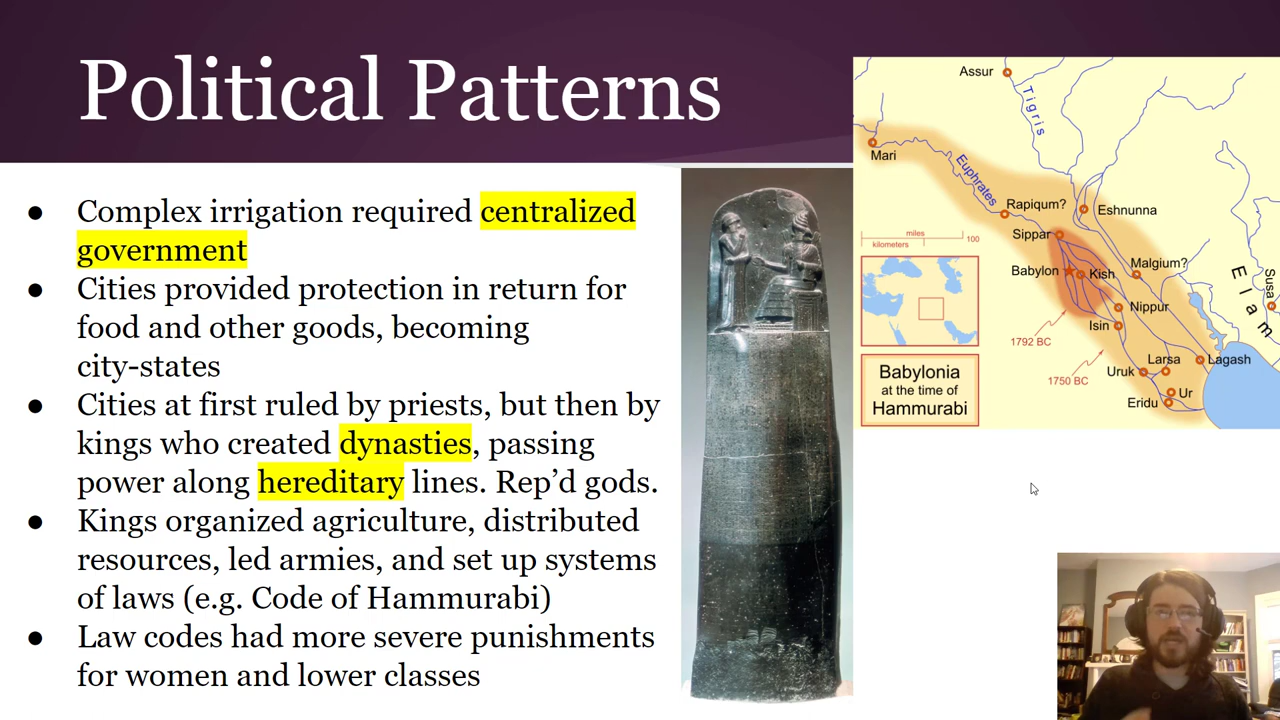 Political Patterns
● Complex irrigation required centralized
government
● Cities provided protection in return for
food and other goods, becoming
city-states
● Cities at first ruled by priests, but then by
kings who created dynasties, passing
power along hereditary lines. Rep’d gods.
● Kings organized agriculture, distributed
resources, led armies, and set up systems
of laws (e.g. Code of Hammurabi)
● Law codes had more severe punishments
for women and lower classes
Assur
Tigris
Mari
Euphrates
Rapiqum?
Eshnunna
miles
kilometers
100
Sippar
Babylon
Kish
Malgium?
Elam
Susa
Nippur
Isin
1792 BC
1750 BC
Larsa
Lagash
Uruk
Ur
Eridu
Babylonia
at the time of
Hammurabi